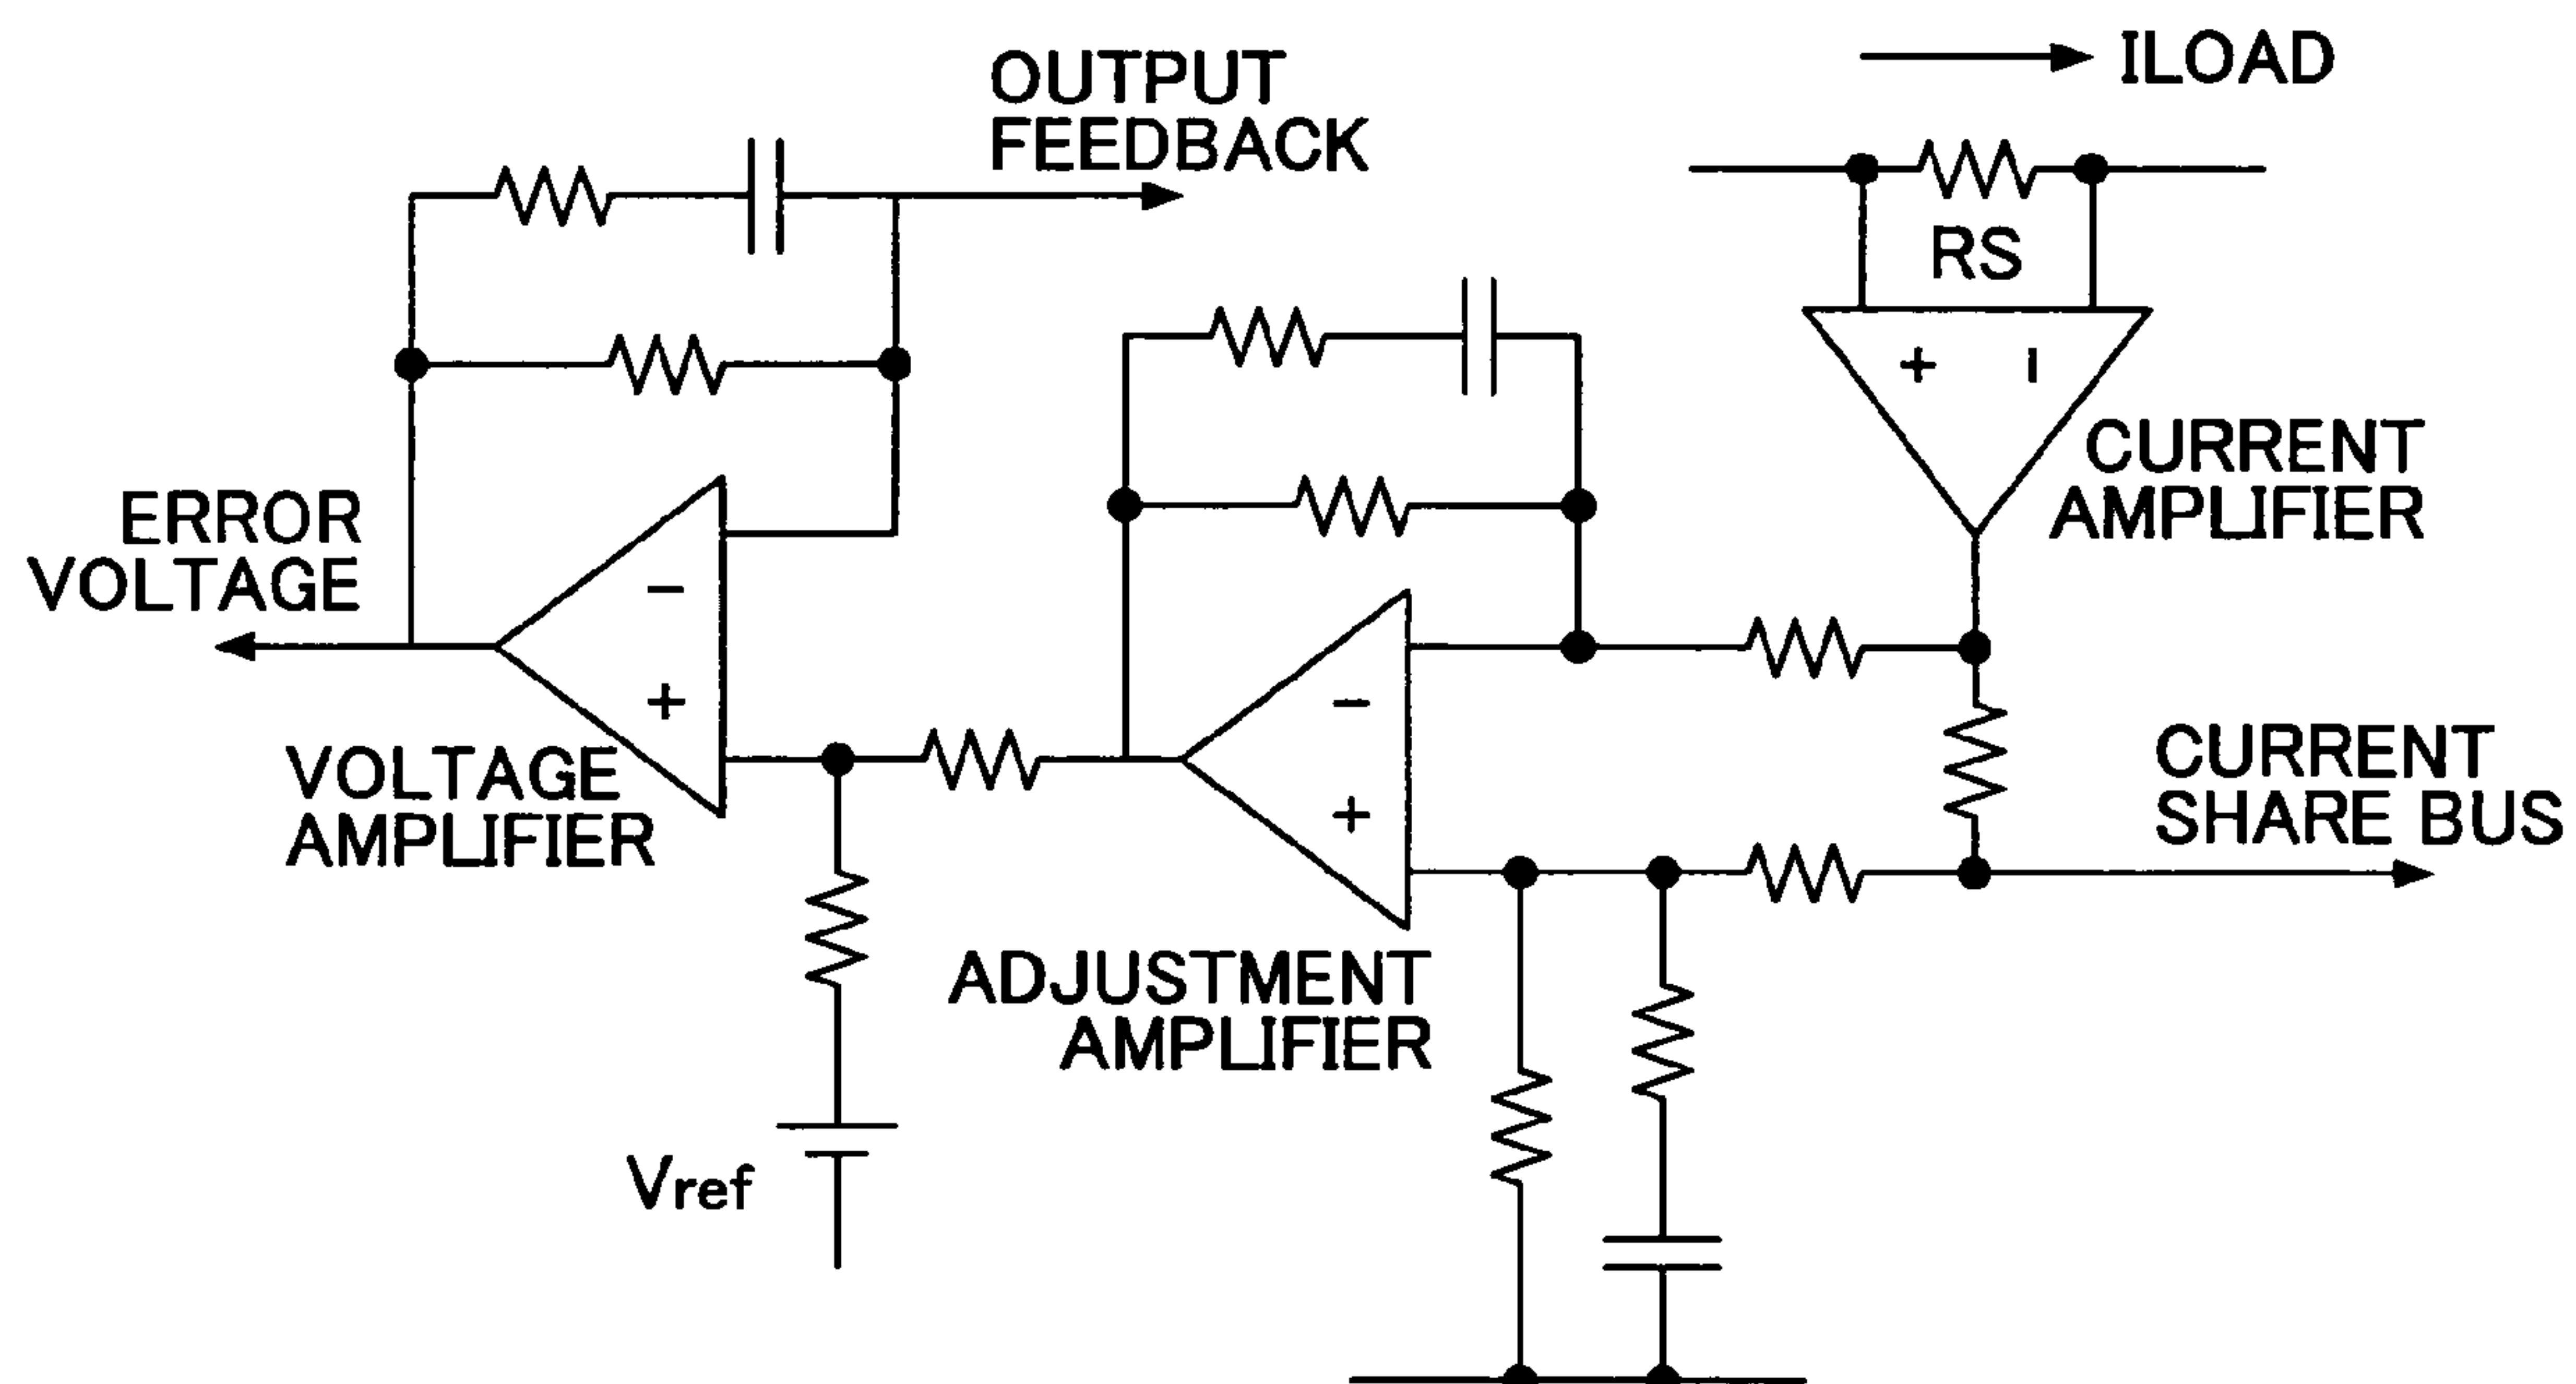 OUTPUT
FEEDBACK
ILOAD
RS
+ −
CURRENT
AMPLIFIER
ERROR
VOLTAGE
−
+
VOLTAGE
AMPLIFIER
−
+
ADJUSTMENT
AMPLIFIER
CURRENT
SHARE BUS
Vref